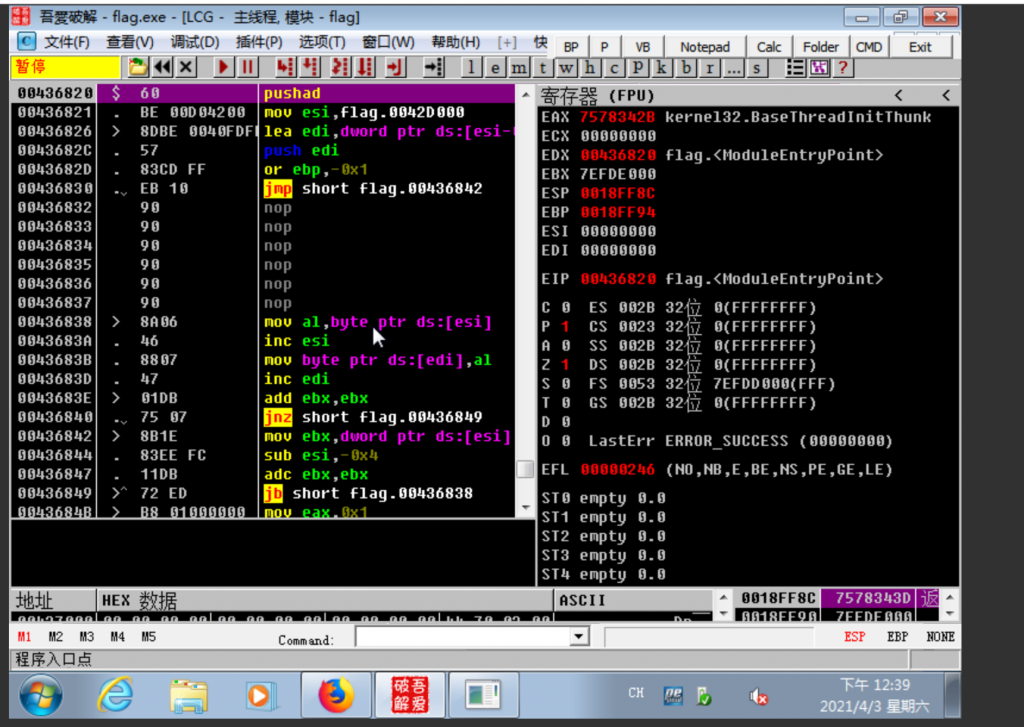 吾愛破解 - flag.exe - [LCG - 主线程, 模块 - flag]
C 文件(F) 查看(V) 调试(D) 插件(P) 选项(T) 窗口(W) 帮助(H) [+] 快 BP P VB Notepad Calc Folder CMD Exit
暂停 l e m t w h c P k b r ... s ?
00436820 $ 60 pushad
00436821 . BE 00D04200 mov esi,flag.0042D000
00436826 > 8DBE 0040FDF lea edi,dword ptr ds:[esi-
0043682C . 57 push edi
0043682D . 83CD FF or ebp,-0x1
00436830 . EB 10 jmp short flag.00436842
00436832 90 nop
00436833 90 nop
00436834 90 nop
00436835 90 nop
00436836 90 nop
00436837 90 nop
00436838 > 8A06 mov al,byte ptr ds:[esi]
0043683A . 46 inc esi
0043683B . 8807 mov byte ptr ds:[edi],al
0043683D . 47 inc edi
0043683E > 01DB add ebx,ebx
00436840 . 75 07 jnz short flag.00436849
00436842 > 8B1E mov ebx,dword ptr ds:[esi]
00436844 . 83EE FC sub esi,-0x4
00436847 . 11DB adc ebx,ebx
00436849 >^ 72 ED jb short flag.00436838
0043684B > B8 01000000 mov eax,0x1
寄存器 (FPU) < <
EAX 7578342B kernel32.BaseThreadInitThunk
ECX 00000000
EDX 00436820 flag.<ModuleEntryPoint>
EBX 7EFDE000
ESP 0018FF8C
EBP 0018FF94
ESI 00000000
EDI 00000000
EIP 00436820 flag.<ModuleEntryPoint>
C 0 ES 002B 32位 0(FFFFFFFF)
P 1 CS 0023 32位 0(FFFFFFFF)
A 0 SS 002B 32位 0(FFFFFFFF)
Z 1 DS 002B 32位 0(FFFFFFFF)
S 0 FS 0053 32位 7EFDD000(FFF)
T 0 GS 002B 32位 0(FFFFFFFF)
D 0
O 0 LastErr ERROR_SUCCESS (00000000)
EFL 00000246 (NO,NB,E,BE,NS,PE,GE,LE)
ST0 empty 0.0
ST1 empty 0.0
ST2 empty 0.0
ST3 empty 0.0
ST4 empty 0.0
地址 HEX 数据 ASCII
0018FF8C 7578343D 返
0018FF90 7EFDE000
M1 M2 M3 M4 M5 Command: ESP EBP NONE
程序入口点
破吾解爱 CH
下午 12:39
2021/4/3 星期六